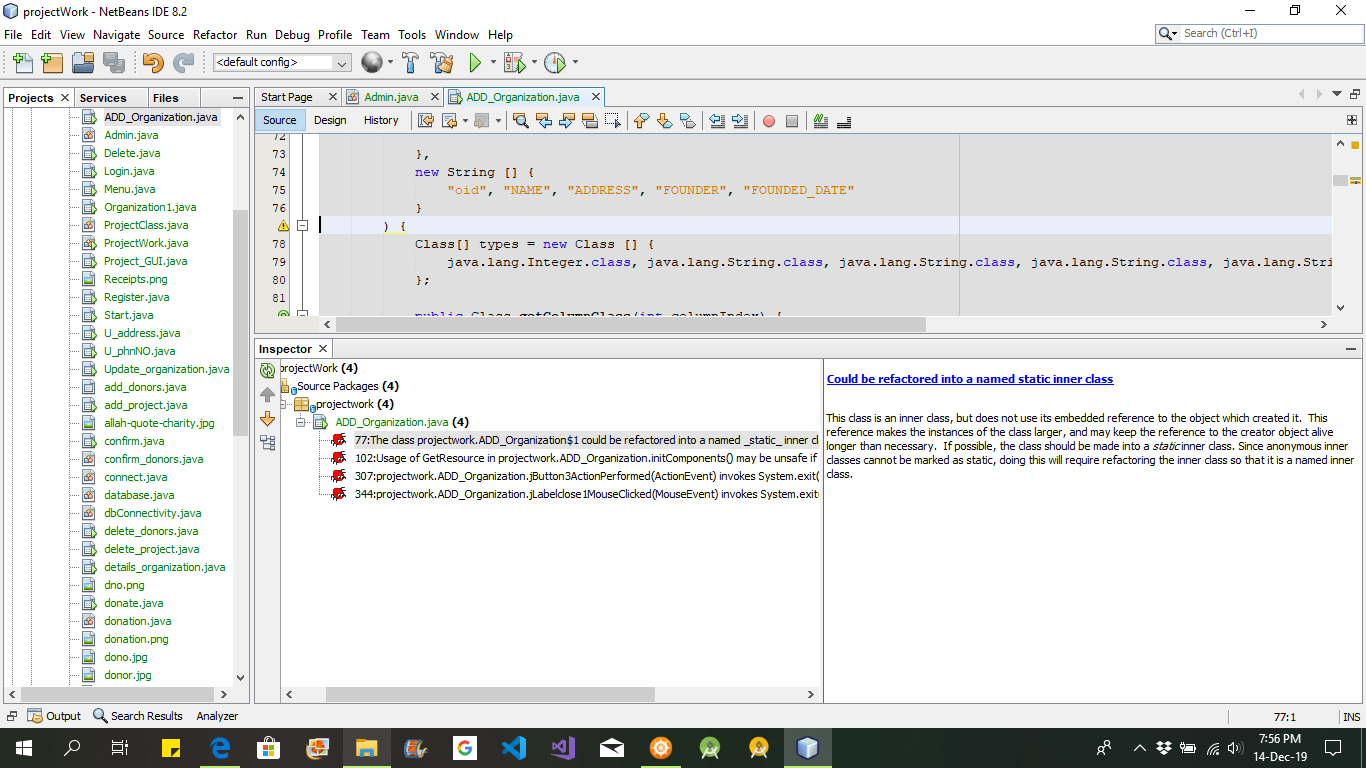 projectWork - NetBeans IDE 8.2
File Edit View Navigate Source Refactor Run Debug Profile Team Tools Window Help
Search (Ctrl+I)
<default config>
Projects Services Files
Start Page Admin.java ADD_Organization.java
Source Design History
ADD_Organization.java
Admin.java
Delete.java
Login.java
Menu.java
Organization1.java
ProjectClass.java
ProjectWork.java
Project_GUI.java
Receipts.png
Register.java
Start.java
U_address.java
U_phnNO.java
Update_organization.java
add_donors.java
add_project.java
allah-quote-charity.jpg
confirm.java
confirm_donors.java
connect.java
database.java
dbConnectivity.java
delete_donors.java
delete_project.java
details_organization.java
dno.png
donate.java
donation.java
donation.png
dono.jpg
donor.jpg
72
73 },
74 new String [] {
75 "oid", "NAME", "ADDRESS", "FOUNDER", "FOUNDED_DATE"
76 }
) {
78 Class[] types = new Class [] {
79 java.lang.Integer.class, java.lang.String.class, java.lang.String.class, java.lang.String.class, java.lang.Stri
80 };
81
public Class getColumnClass(int columnIndex) {
Inspector
projectWork (4)
Source Packages (4)
projectwork (4)
ADD_Organization.java (4)
77:The class projectwork.ADD_Organization$1 could be refactored into a named _static_ inner cl
102:Usage of GetResource in projectwork.ADD_Organization.initComponents() may be unsafe if
307:projectwork.ADD_Organization.jButton3ActionPerformed(ActionEvent) invokes System.exit(
344:projectwork.ADD_Organization.jLabelclose1MouseClicked(MouseEvent) invokes System.exit
Could be refactored into a named static inner class
This class is an inner class, but does not use its embedded reference to the object which created it. This
reference makes the instances of the class larger, and may keep the reference to the creator object alive
longer than necessary. If possible, the class should be made into a static inner class. Since anonymous inner
classes cannot be marked as static, doing this will require refactoring the inner class so that it is a named inner
class.
Output Search Results Analyzer
77:1 INS
7:56 PM
14-Dec-19